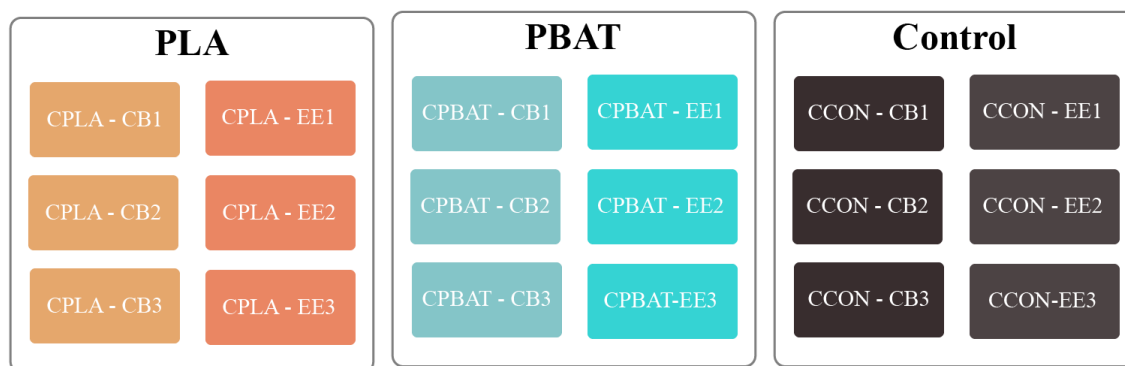 PLA
CPLA - CB1
CPLA - EE1
CPLA - CB2
CPLA - EE2
CPLA - CB3
CPLA - EE3
PBAT
CPBAT - CB1
CPBAT - EE1
CPBAT - CB2
CPBAT - EE2
CPBAT - CB3
CPBAT-EE3
Control
CCON - CB1
CCON - EE1
CCON - CB2
CCON - EE2
CCON - CB3
CCON-EE3